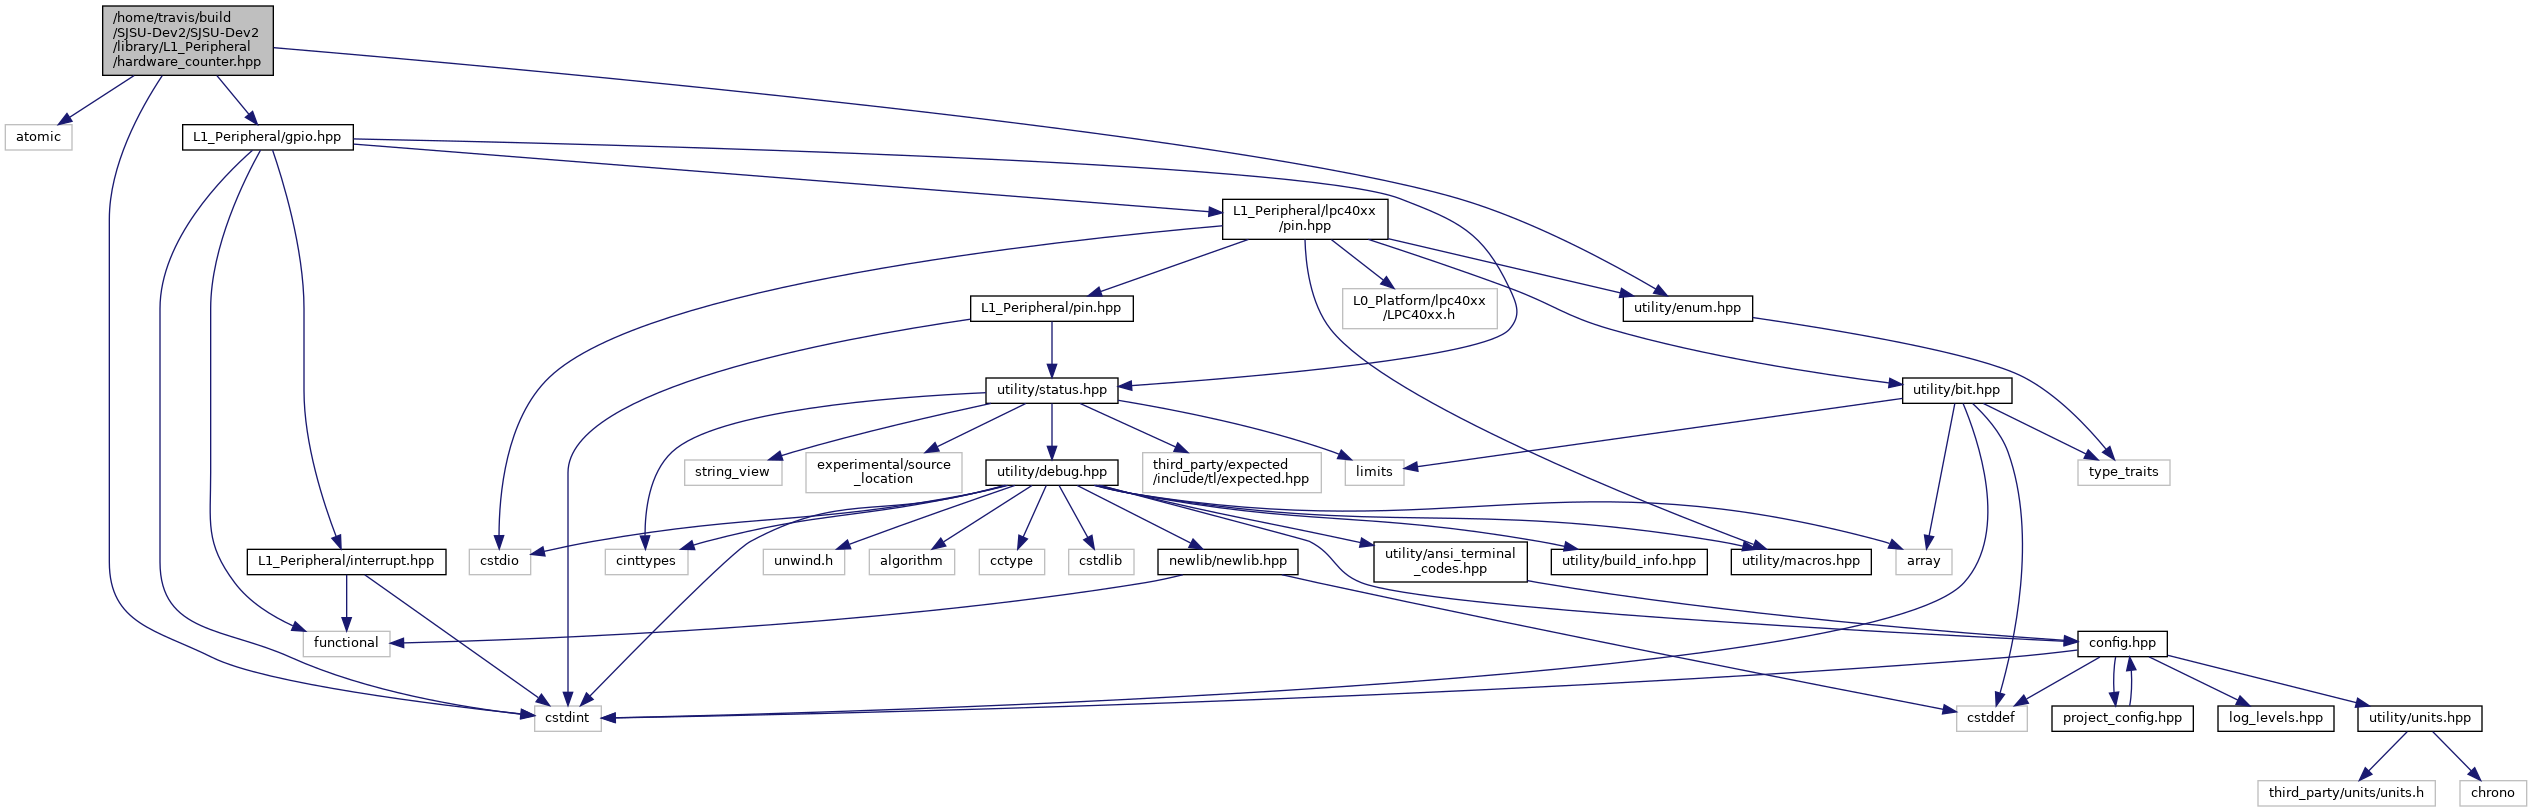 /home/travis/build
/SJSU-Dev2/SJSU-Dev2
/library/L1_Peripheral
/hardware_counter.hpp
atomic
L1_Peripheral/gpio.hpp
L1_Peripheral/lpc40xx
/pin.hpp
L1_Peripheral/pin.hpp
L0_Platform/lpc40xx
/LPC40xx.h
utility/enum.hpp
utility/status.hpp
utility/bit.hpp
string_view
experimental/source
_location
utility/debug.hpp
third_party/expected
/include/tl/expected.hpp
limits
type_traits
L1_Peripheral/interrupt.hpp
cstdio
cinttypes
unwind.h
algorithm
cctype
cstdlib
newlib/newlib.hpp
utility/ansi_terminal
_codes.hpp
utility/build_info.hpp
utility/macros.hpp
array
functional
config.hpp
cstdint
cstddef
project_config.hpp
log_levels.hpp
utility/units.hpp
third_party/units/units.h
chrono